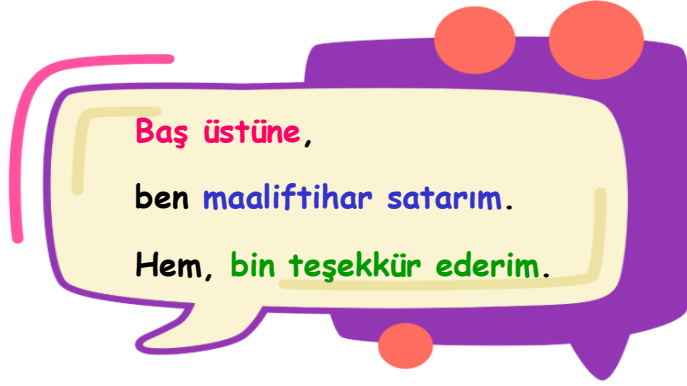 Baş üstüne,
ben maaliftihar satarım.
Hem, bin teşekkür ederim.